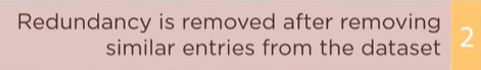 Redundancy is removed after removing
similar entries from the dataset
2